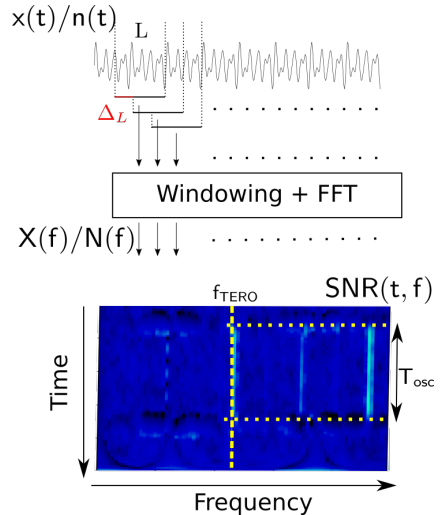 x(t)/n(t)
L
Δ_L
Windowing + FFT
X(f)/N(f)
f_TERO
SNR(t, f)
Time
T_osc
Frequency